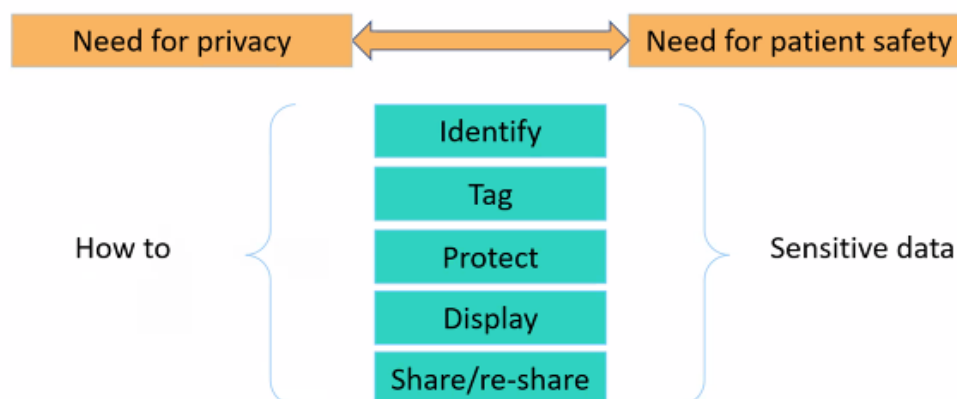 Need for privacy
Need for patient safety
How to
Identify
Tag
Protect
Display
Share/re-share
Sensitive data